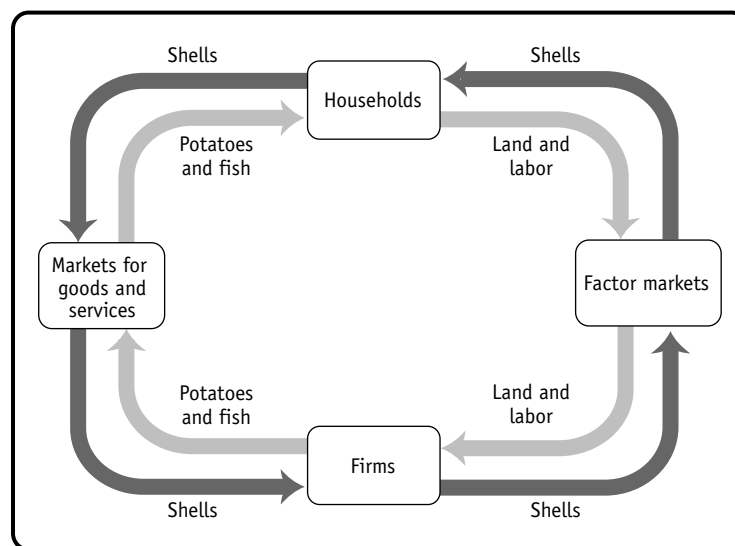 Shells
Shells
Households
Potatoes
and fish
Land and
labor
Markets for
goods and
services
Factor markets
Potatoes
and fish
Land and
labor
Firms
Shells
Shells